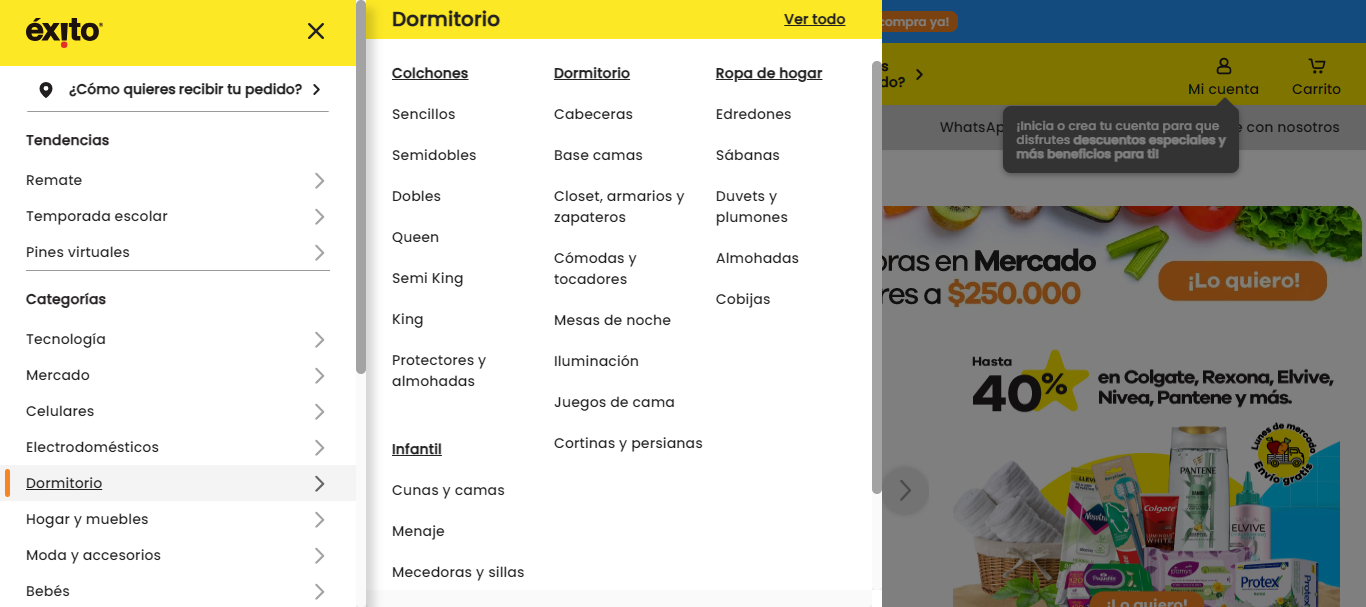 éxito
¿Cómo quieres recibir tu pedido?
Tendencias
Remate
Temporada escolar
Pines virtuales
Categorías
Tecnología
Mercado
Celulares
Electrodomésticos
Dormitorio
Hogar y muebles
Moda y accesorios
Bebés
Dormitorio
Ver todo
Colchones
Sencillos
Semidobles
Dobles
Queen
Semi King
King
Protectores y
almohadas
Infantil
Cunas y camas
Menaje
Mecedoras y sillas
Dormitorio
Cabeceras
Base camas
Closet, armarios y
zapateros
Cómodas y
tocadores
Mesas de noche
Iluminación
Juegos de cama
Cortinas y persianas
Ropa de hogar
Edredones
Sábanas
Duvets y
plumones
Almohadas
Cobijas
compra ya!
Mi cuenta
Carrito
¡Inicia o crea tu cuenta para que
disfrutes descuentos especiales y
más beneficios para ti!
con nosotros
en Mercado
a $250.000
¡Lo quiero!
Hasta
40%
en Colgate, Rexona, Elvive,
Nivea, Pantene y más.
Lunes de mercado
Envío gratis
PANTENE
BAMBU
Nosotras
Colgate
LUMINOUS
WHITE
ELVIVE
Pequeñín
Protex
¡Lo quiero!